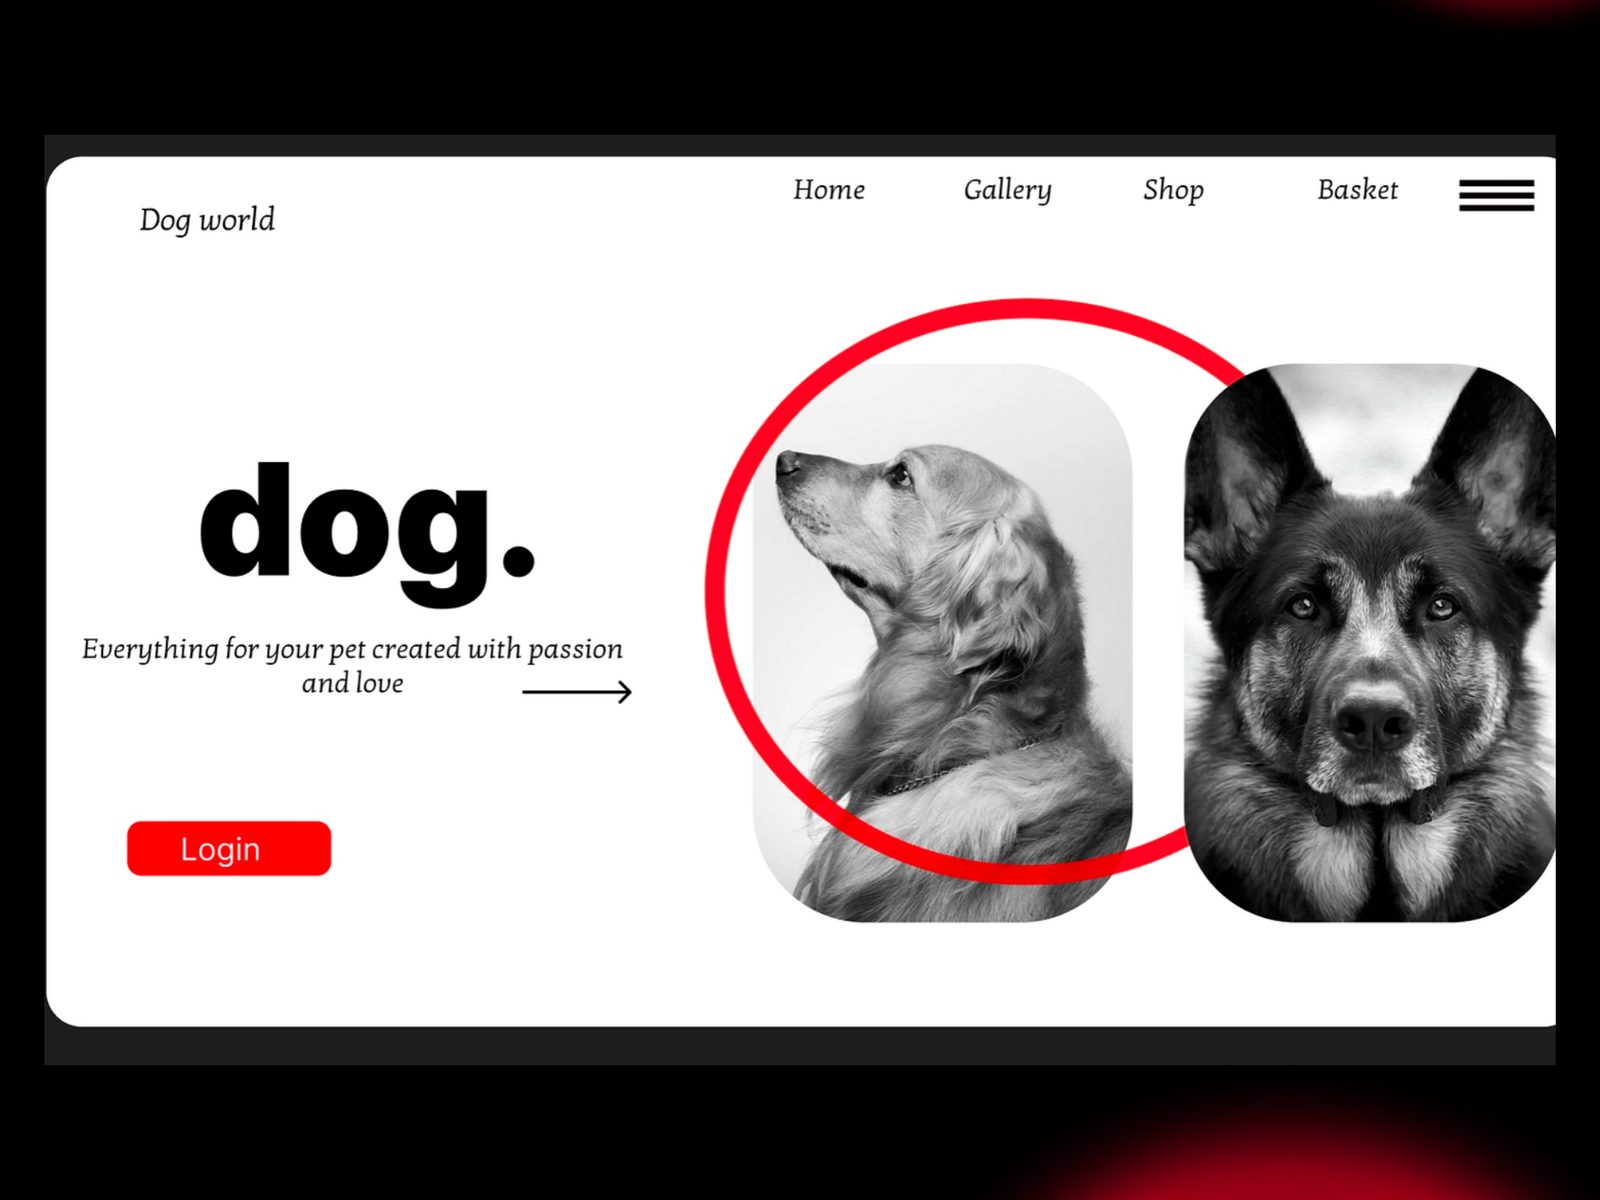 Home Gallery Shop Basket
Dog world
dog.
Everything for your pet created with passion
and love
Login